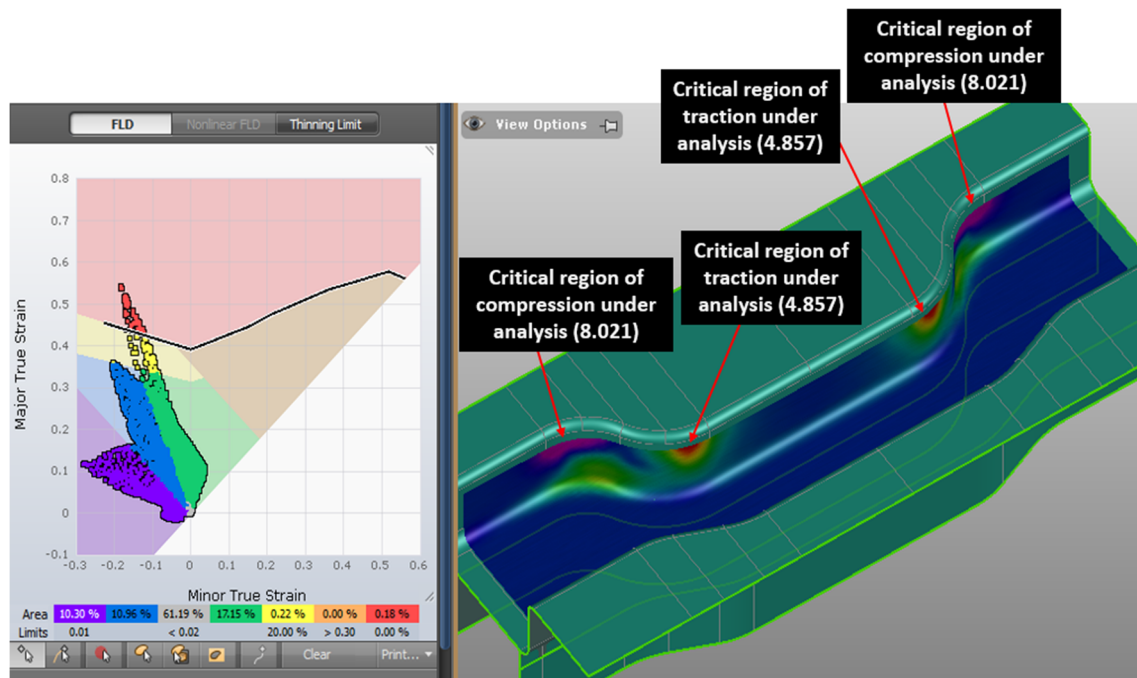 Critical region of
compression under
analysis (8.021)
Critical region of
traction under
analysis (4.857)
FLD
Nonlinear FLD
Thinning Limit
View Options
Critical region of
traction under
analysis (4.857)
Critical region of
compression under
analysis (8.021)
0.8
0.7
0.6
0.5
0.4
0.3
0.2
0.1
0
-0.1
Major True Strain
-0.3 -0.2 -0.1 0 0.1 0.2 0.3 0.4 0.5 0.6
Minor True Strain
Area 10.30 % 10.96 % 61.19 % 17.15 % 0.22 % 0.00 % 0.18 %
Limits 0.01 < 0.02 20.00 % > 0.30 0.00 %
Clear Print...